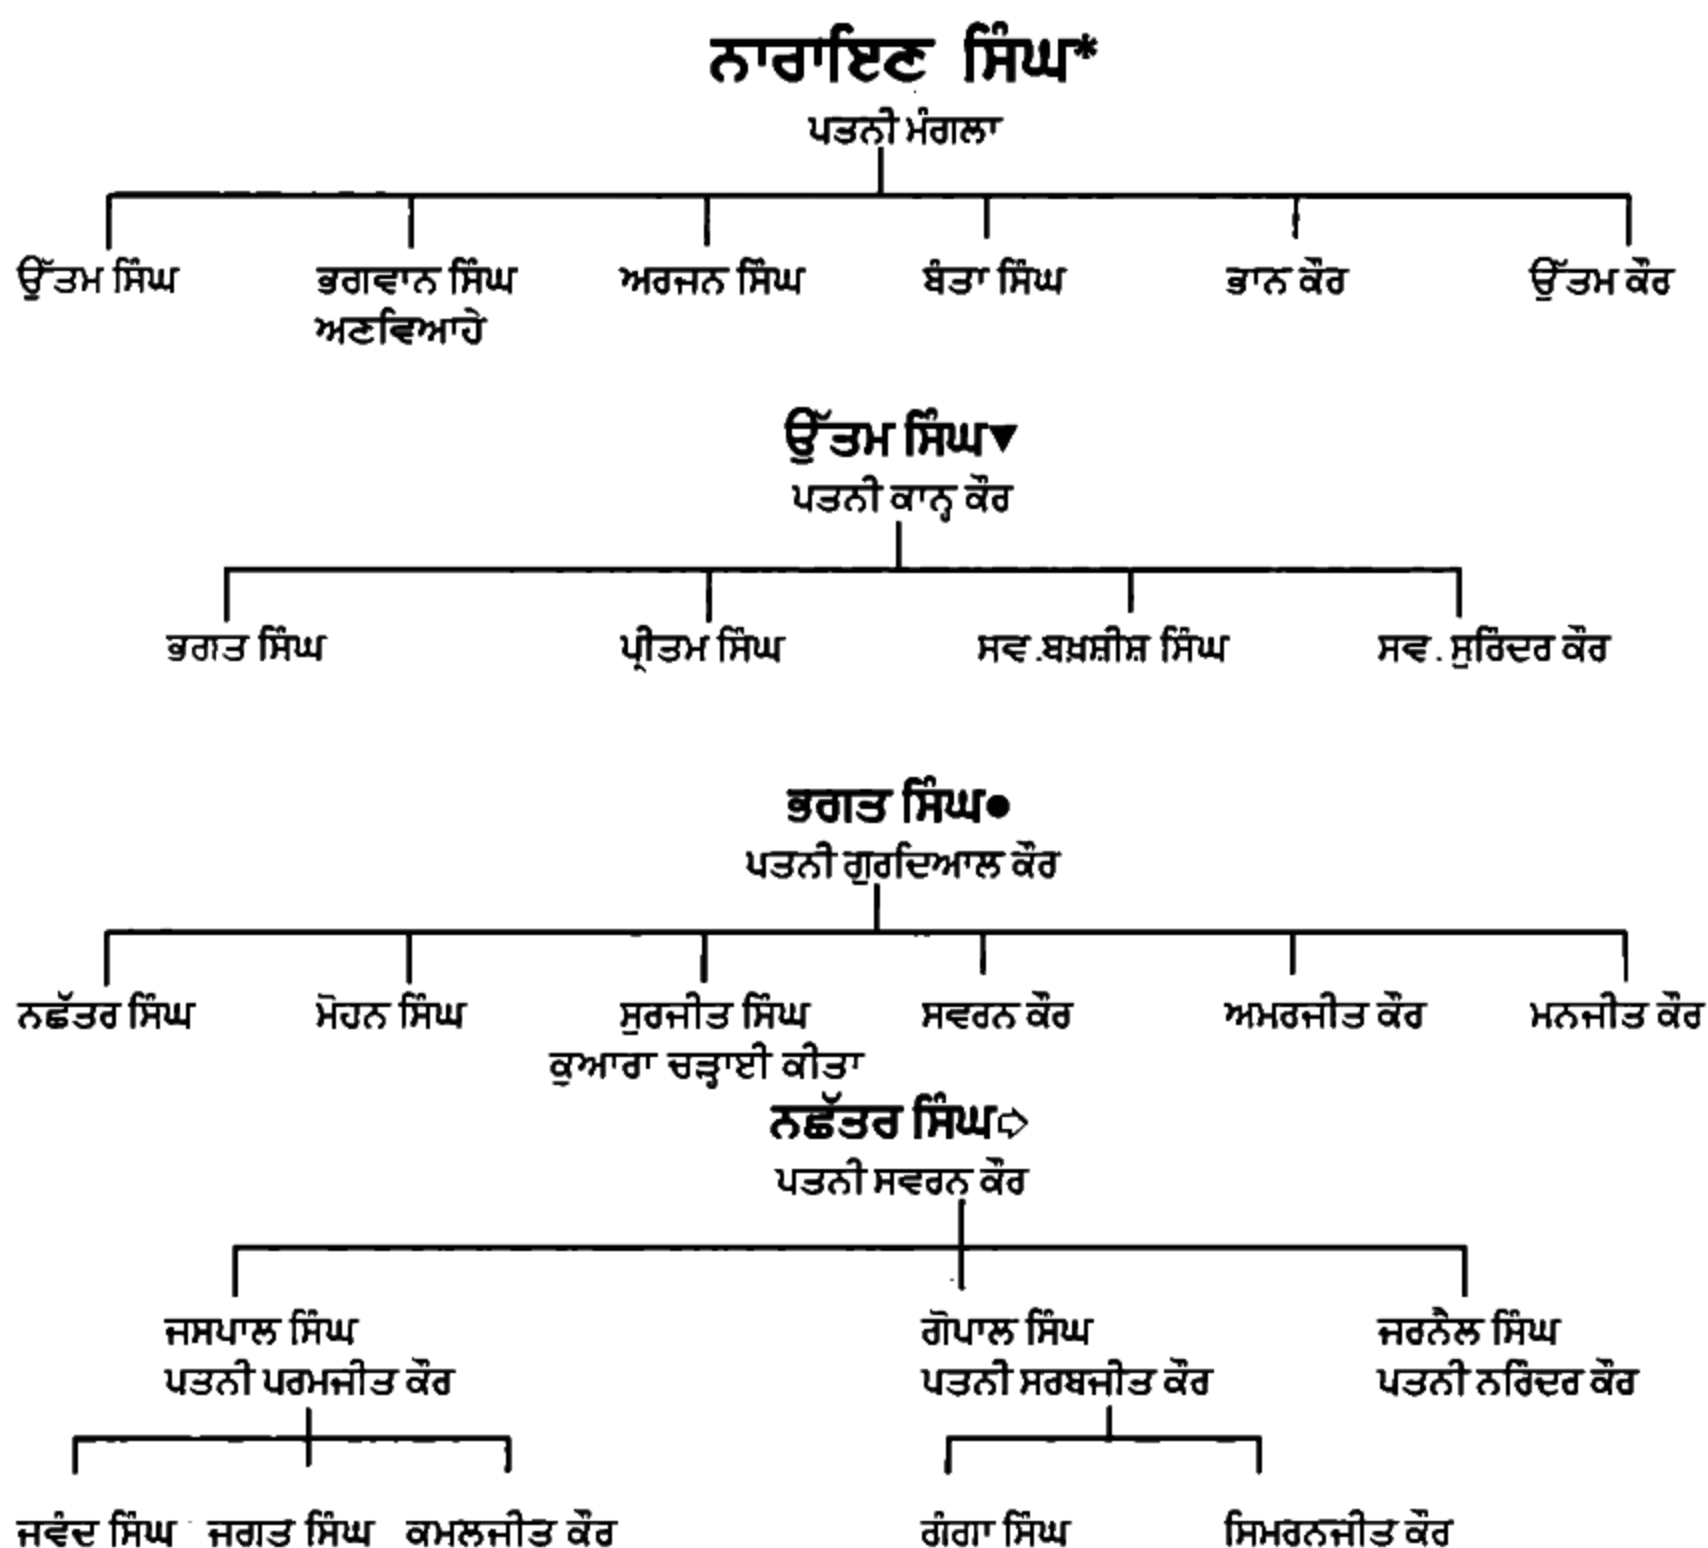 ਨਾਰਾਇਣ ਸਿੰਘ*
ਪਤਨੀ ਮੰਗਲਾ
ਉੱਤਮ ਸਿੰਘ ਭਗਵਾਨ ਸਿੰਘ ਅਰਜਨ ਸਿੰਘ ਬੰਤਾ ਸਿੰਘ ਭਾਨ ਕੌਰ ਉੱਤਮ ਕੌਰ
ਅਣਵਿਆਹੇ
ਉੱਤਮ ਸਿੰਘ▼
ਪਤਨੀ ਕਾਨ੍ਹ ਕੌਰ
ਭਗਤ ਸਿੰਘ ਪ੍ਰੀਤਮ ਸਿੰਘ ਸਵ.ਬਖ਼ਸ਼ੀਸ਼ ਸਿੰਘ ਸਵ. ਸੁਰਿੰਦਰ ਕੌਰ
ਭਗਤ ਸਿੰਘ●
ਪਤਨੀ ਗੁਰਦਿਆਲ ਕੌਰ
ਨਛੱਤਰ ਸਿੰਘ ਮੋਹਨ ਸਿੰਘ ਸੁਰਜੀਤ ਸਿੰਘ ਸਵਰਨ ਕੌਰ ਅਮਰਜੀਤ ਕੌਰ ਮਨਜੀਤ ਕੌਰ
ਕੁਆਰਾ ਚੜ੍ਹਾਈ ਕੀਤਾ
ਨਛੱਤਰ ਸਿੰਘ➩
ਪਤਨੀ ਸਵਰਨ ਕੌਰ
ਜਸਪਾਲ ਸਿੰਘ ਗੋਪਾਲ ਸਿੰਘ ਜਰਨੈਲ ਸਿੰਘ
ਪਤਨੀ ਪਰਮਜੀਤ ਕੌਰ ਪਤਨੀ ਸਰਬਜੀਤ ਕੌਰ ਪਤਨੀ ਨਰਿੰਦਰ ਕੌਰ
ਜਵੰਦ ਸਿੰਘ ਜਗਤ ਸਿੰਘ ਕਮਲਜੀਤ ਕੌਰ ਗੰਗਾ ਸਿੰਘ ਸਿਮਰਨਜੀਤ ਕੌਰ